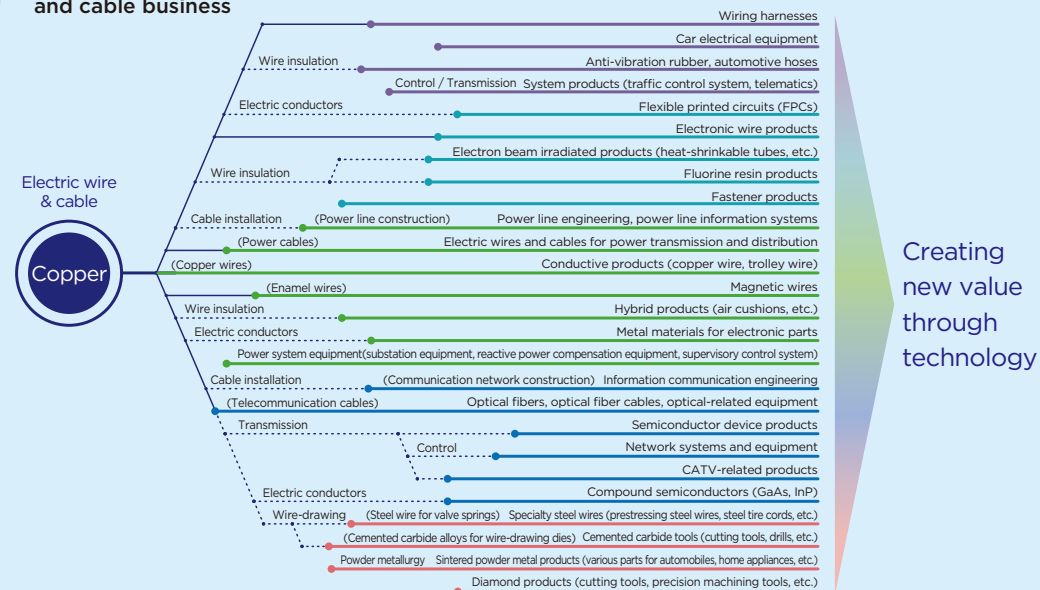 and cable business
Wiring harnesses
Car electrical equipment
Wire insulation
Anti-vibration rubber, automotive hoses
Control / Transmission System products (traffic control system, telematics)
Electric conductors
Flexible printed circuits (FPCs)
Electronic wire products
Electron beam irradiated products (heat-shrinkable tubes, etc.)
Wire insulation
Fluorine resin products
Electric wire
& cable
Fastener products
Cable installation
(Power line construction)
Power line engineering, power line information systems
(Power cables)
Electric wires and cables for power transmission and distribution
Copper
(Copper wires)
Conductive products (copper wire, trolley wire)
(Enamel wires)
Magnetic wires
Wire insulation
Hybrid products (air cushions, etc.)
Electric conductors
Metal materials for electronic parts
Power system equipment(substation equipment, reactive power compensation equipment, supervisory control system)
Cable installation
(Communication network construction) Information communication engineering
(Telecommunication cables)
Optical fibers, optical fiber cables, optical-related equipment
Transmission
Semiconductor device products
Control
Network systems and equipment
CATV-related products
Electric conductors
Compound semiconductors (GaAs, InP)
Wire-drawing
(Steel wire for valve springs) Specialty steel wires (prestressing steel wires, steel tire cords, etc.)
(Cemented carbide alloys for wire-drawing dies) Cemented carbide tools (cutting tools, drills, etc.)
Powder metallurgy Sintered powder metal products (various parts for automobiles, home appliances, etc.)
Diamond products (cutting tools, precision machining tools, etc.)
Creating
new value
through
technology